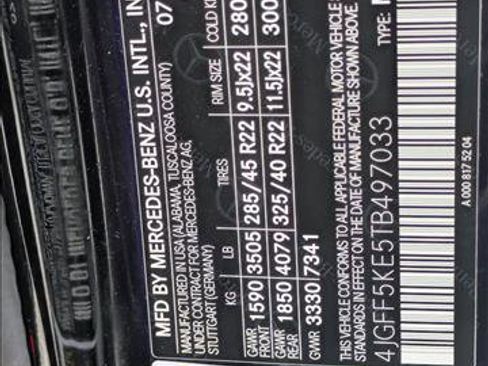 MFD BY MERCEDES-BENZ U.S. INTL., IN
07
MANUFACTURED IN USA (ALABAMA, TUSCALOOSA COUNTY)
UNDER CONTRACT FOR MERCEDES-BENZ AG,
STUTTGART (GERMANY)
KG LB TIRES RIM SIZE COLD
GAWR FRONT 1590 3505 285/45 R22 9.5Jx22 280
GAWR REAR 1850 4079 325/40 R22 11.5Jx22 300
GVWR 3330 7341
THIS VEHICLE CONFORMS TO ALL APPLICABLE FEDERAL MOTOR VEHICLE
IN EFFECT ON THE DATE OF MANUFACTURE SHOWN ABOVE.
4JGFF5KE5TB497033 TYPE:
A 000 817 52 04